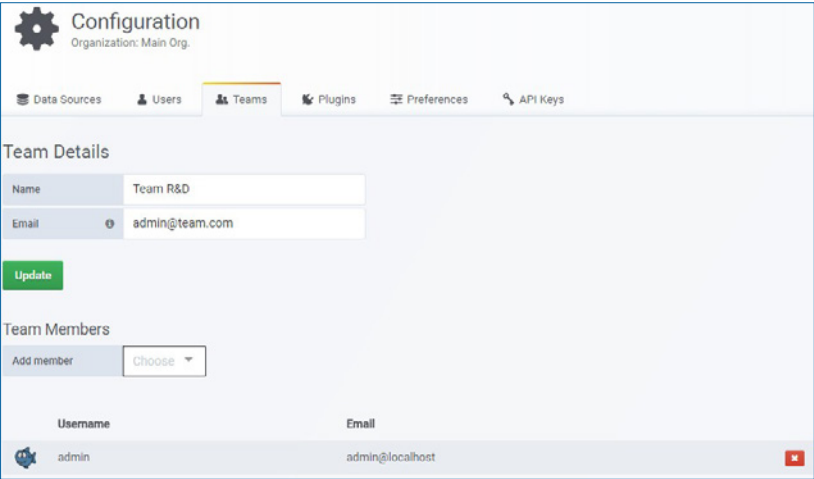 Configuration
Organization: Main Org.
Data Sources Users Teams Plugins Preferences API Keys
Team Details
Name Team R&D
Email admin@team.com
Update
Team Members
Add member Choose
Username Email
admin admin@localhost